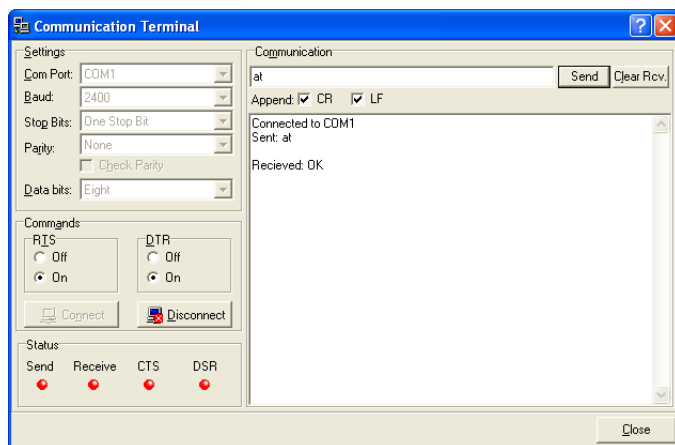 Communication Terminal
Settings
Com Port: COM1
Baud: 2400
Stop Bits: One Stop Bit
Parity: None
Check Parity
Data bits: Eight
Commands
RTS
Off
On
DTR
Off
On
Connect
Disconnect
Status
Send Receive CTS DSR
Communication
at
Send
Clear Rcv.
Append: CR LF
Connected to COM1
Sent: at
Recieved: OK
Close